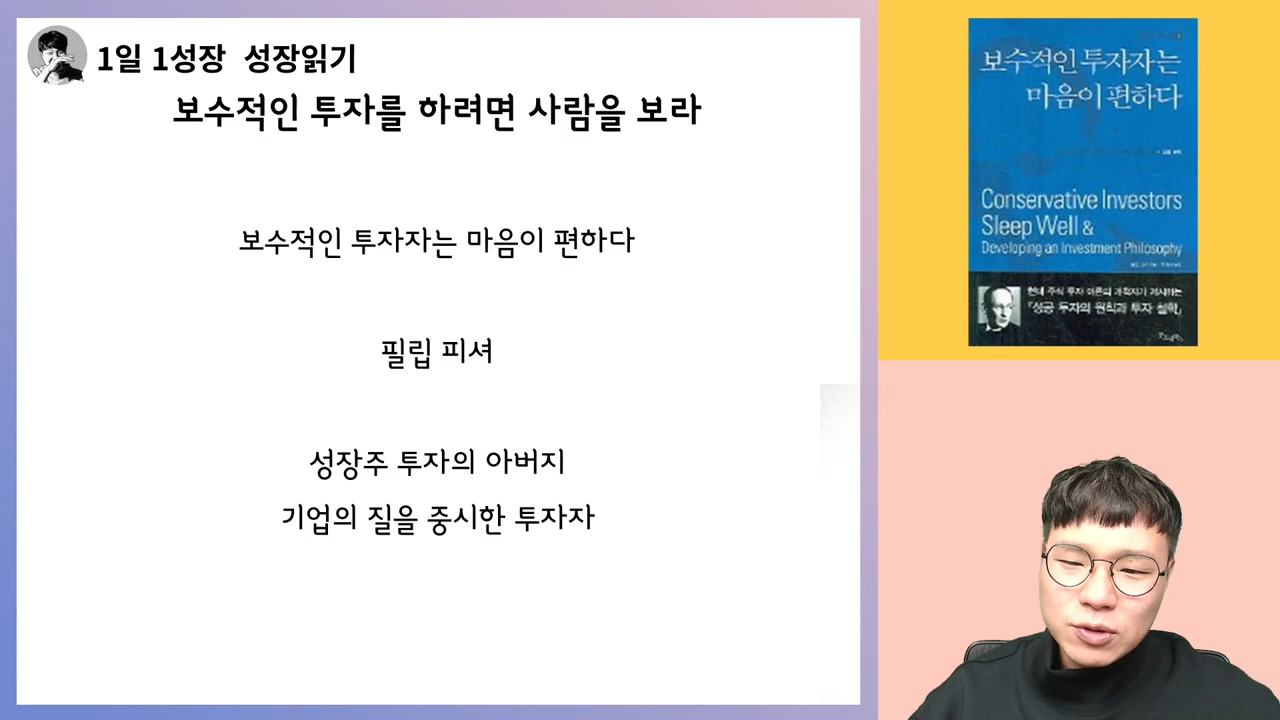 1일 1성장 성장읽기
보수적인 투자를 하려면 사람을 보라
보수적인 투자자는 마음이 편하다
필립 피셔
성장주 투자의 아버지
기업의 질을 중시한 투자자
보수적인 투자자는
마음이 편하다
Conservative Investors
Sleep Well &
Developing an Investment Philosophy
현대 주식 투자 이론의 개척자가 제시하는
『성공 투자의 원칙과 투자 철학』